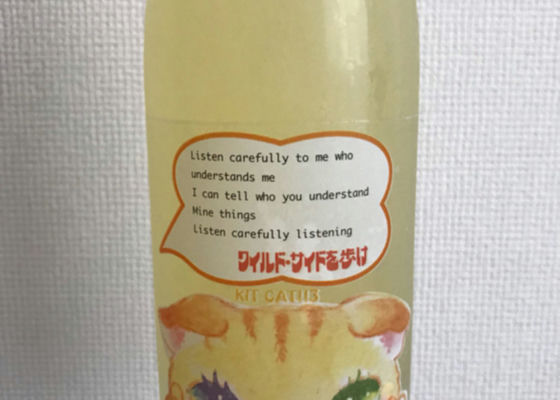 Listen carefully to me who
understands me
I can tell who you understand
Mine things
Listen carefully listening
ワイルド・サイドを歩け
KIT CAT113